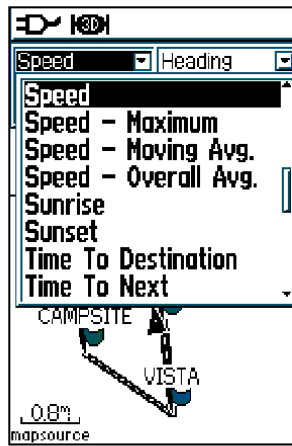 3D
Speed Heading
Speed
Speed - Maximum
Speed - Moving Avg.
Speed - Overall Avg.
Sunrise
Sunset
Time To Destination
Time To Next
CAMPSITE
VISTA
0.8m
mapsource